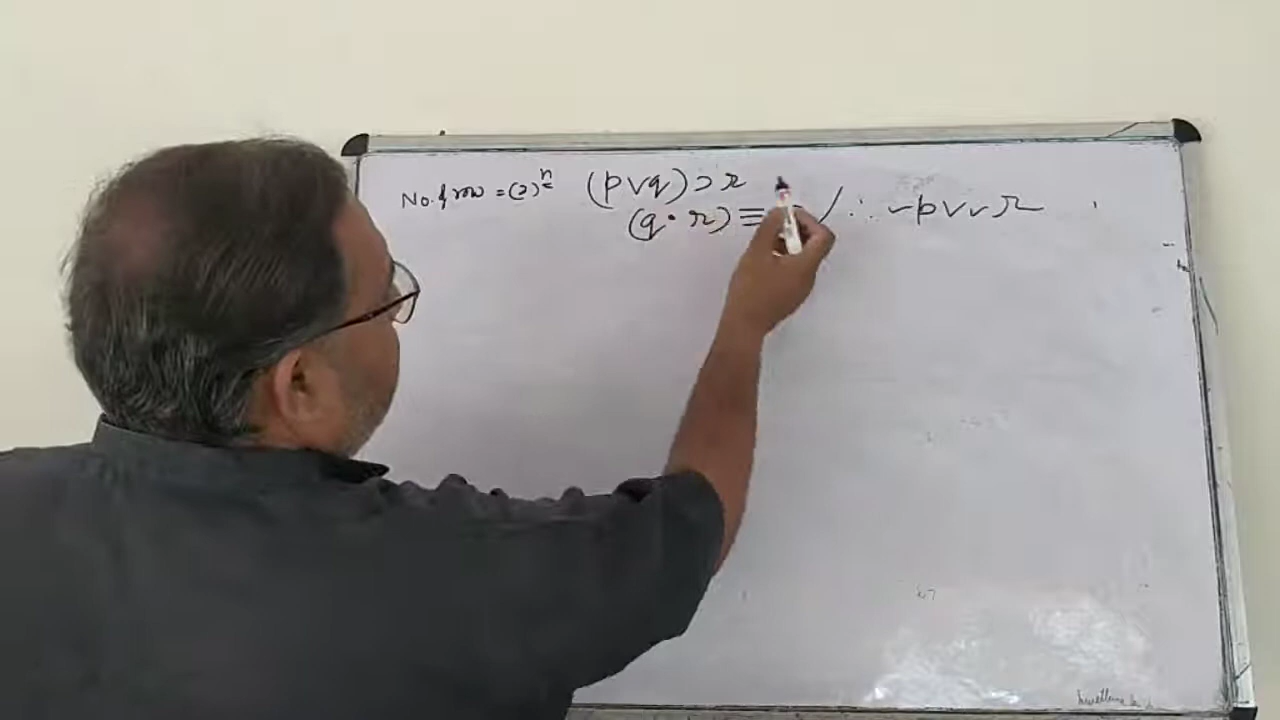 No. of row = (2)ⁿ (p ∨ q) ⊃ r
(q · r) ≡ / ∴ ~p ∨ ~r